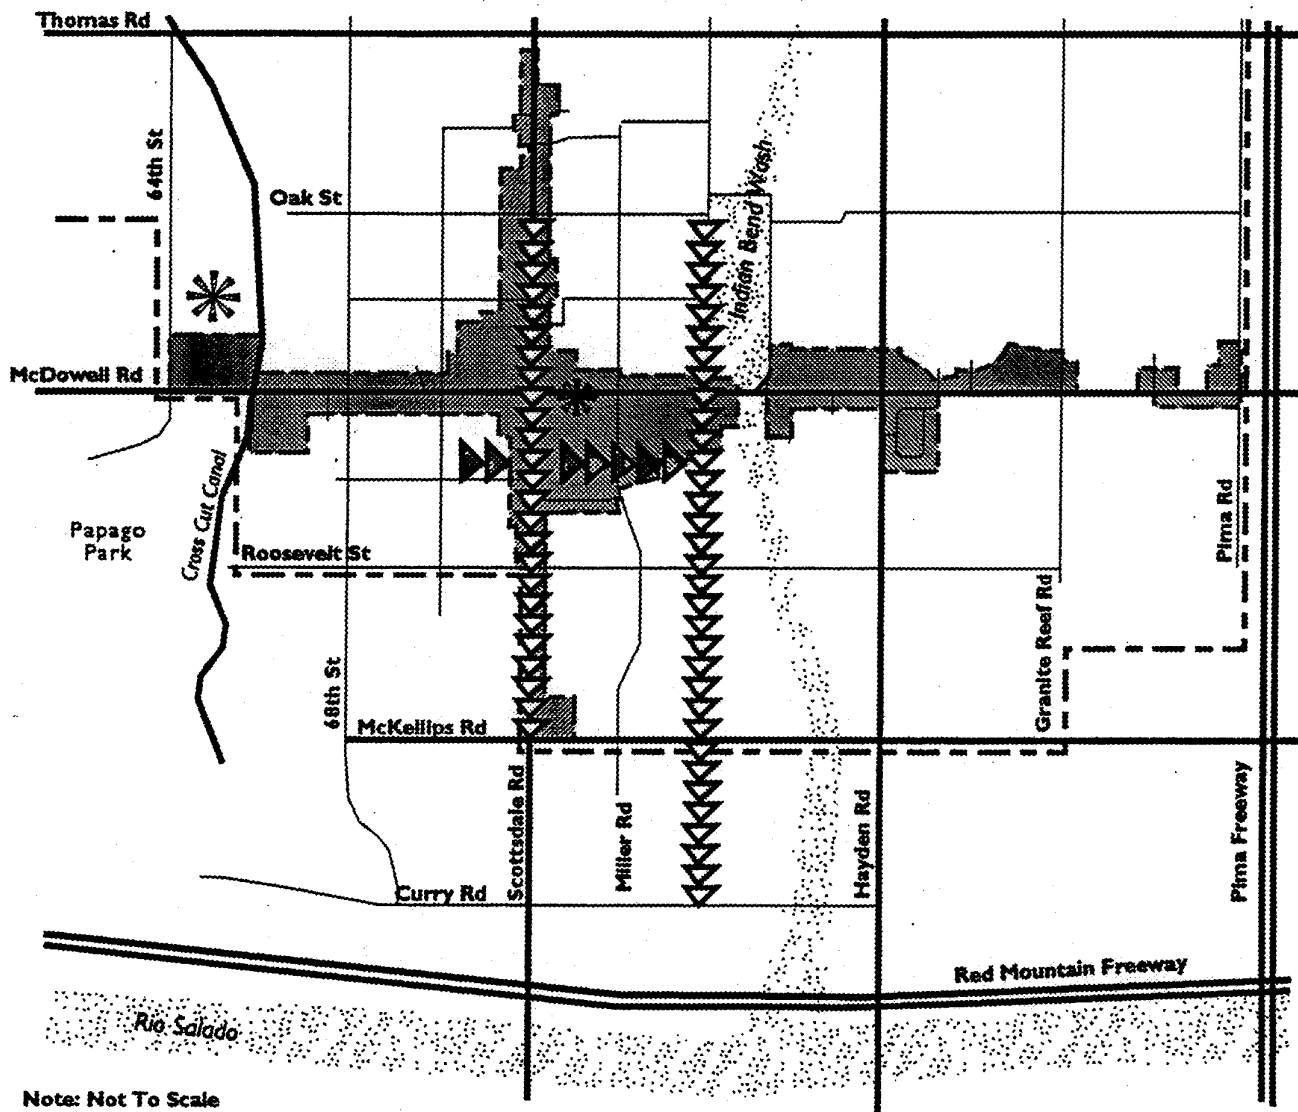 Thomas Rd
64th St
Oak St
Indian Bend Wash
McDowell Rd
Cross Cut Canal
Papago
Park
Roosevelt St
Pima Rd
Granite Reef Rd
68th St
McKellips Rd
Scottsdale Rd
Miller Rd
Hayden Rd
Pima Freeway
Curry Rd
Red Mountain Freeway
Rio Salado
Note: Not To Scale